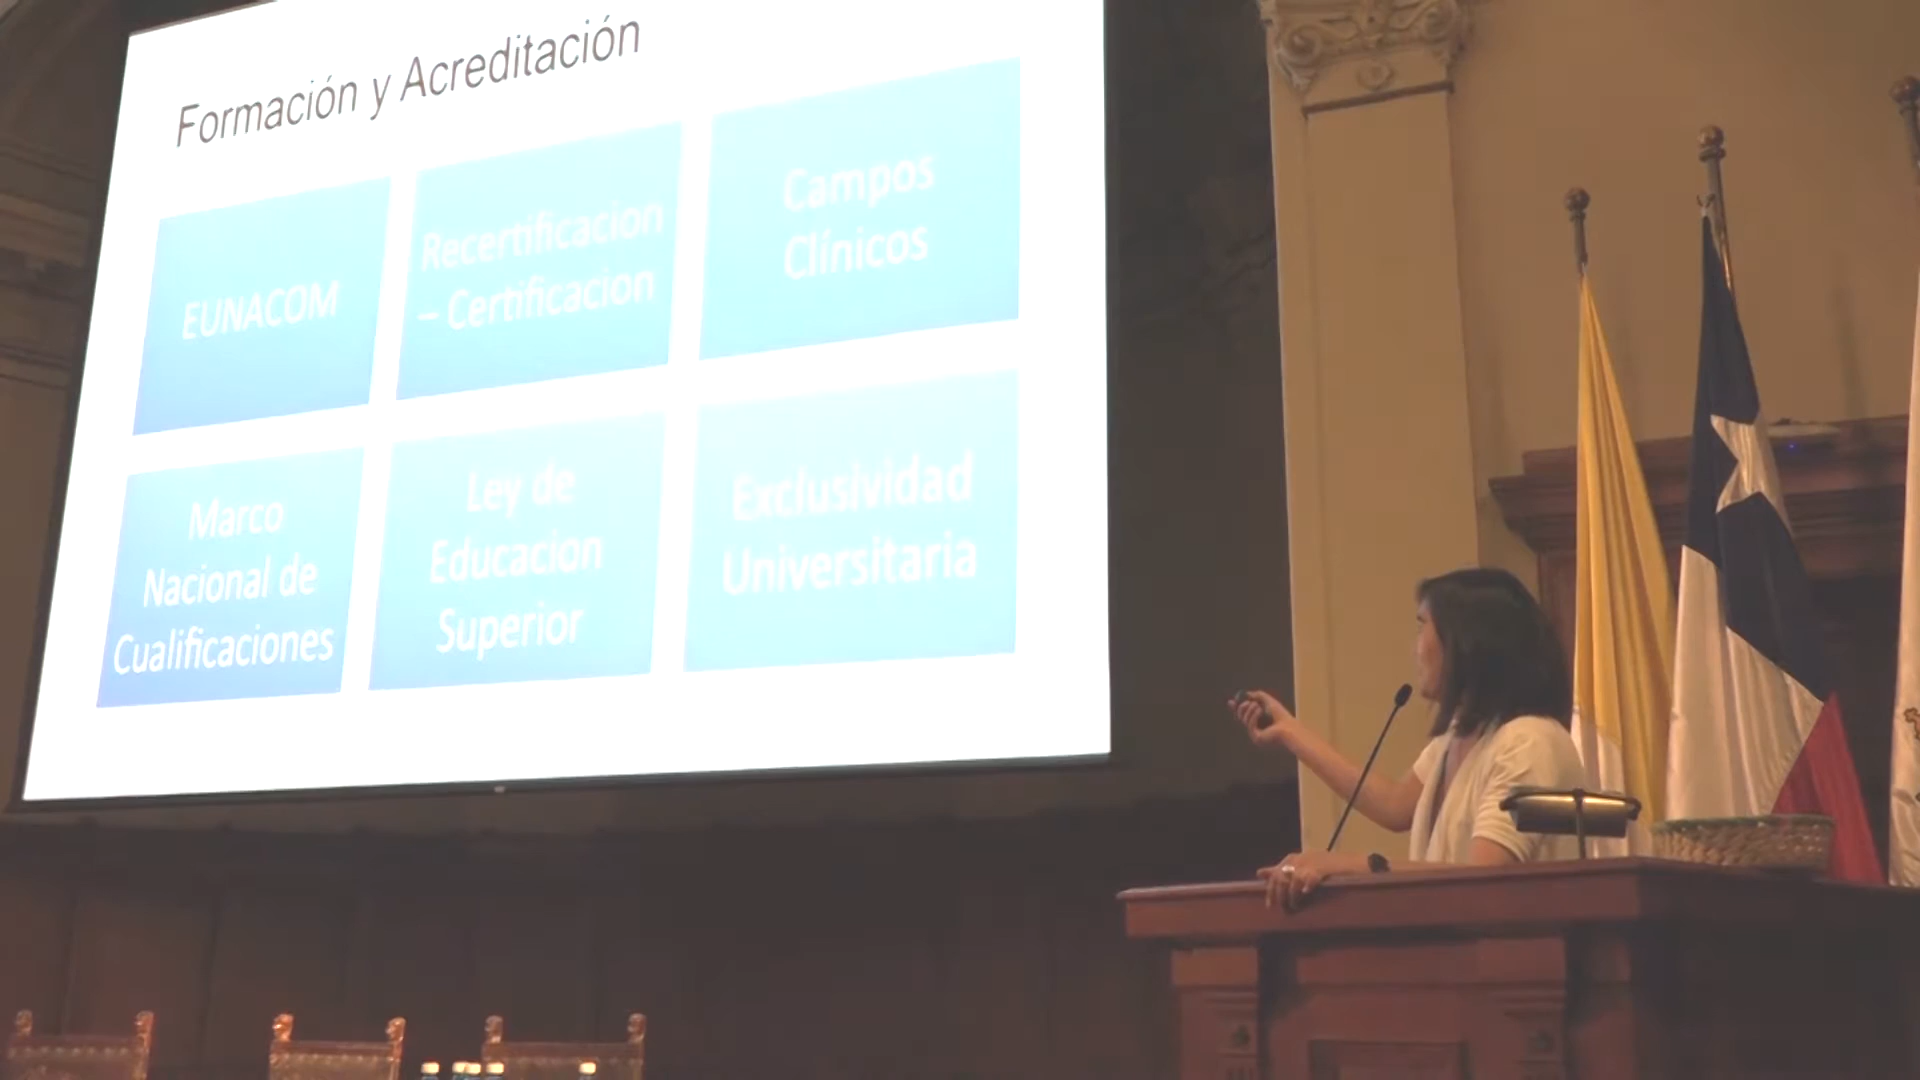 Formación y Acreditación
EUNACOM
Recertificacion
– Certificacion
Campos
Clínicos
Marco
Nacional de
Cualificaciones
Ley de
Educacion
Superior
Exclusividad
Universitaria